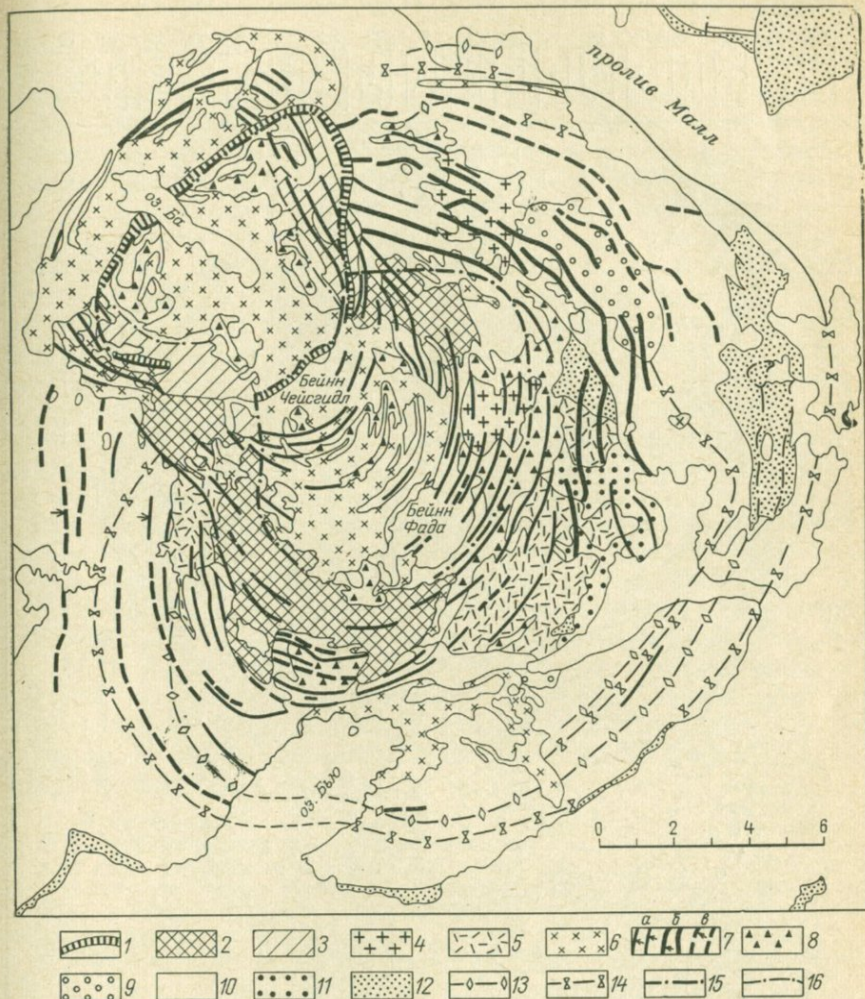 пролив Малл
оз. Ба
Бейнн
Чейсгидл
Бейнн
Фада
оз. Бью
0 2 4 6
а б в
1 2 3 4 5 6 7 8
9 10 11 12 13 14 15 16